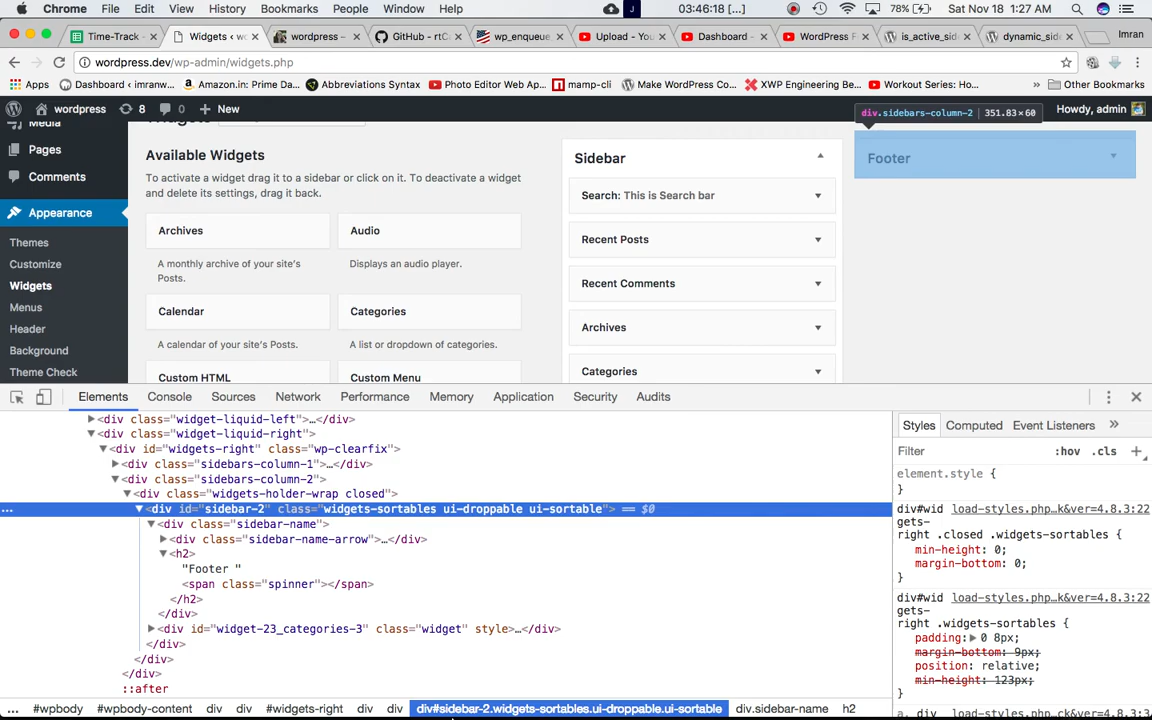 Chrome File Edit View History Bookmarks People Window Help 03:46:18 [...] 78% Sat Nov 18 1:27 AM
Time-Track - Widgets ‹ wo wordpress – GitHub - rtCa wp_enqueue Upload - You Dashboard - WordPress F is_active_side dynamic_side Imran
wordpress.dev/wp-admin/widgets.php
Apps Dashboard / imranw... Amazon.in: Prime Da... Abbreviations Syntax Photo Editor Web Ap... mamp-cli Make WordPress Co... XWP Engineering Be... Workout Series: Ho... » Other Bookmarks
wordpress 8 0 New Howdy, admin
div.sidebars-column-2 | 351.83×60
Media
Pages
Comments
Appearance
Themes
Customize
Widgets
Menus
Header
Background
Theme Check
Widgets
Available Widgets
To activate a widget drag it to a sidebar or click on it. To deactivate a widget
and delete its settings, drag it back.
Archives
A monthly archive of your site's
Posts.
Audio
Displays an audio player.
Calendar
A calendar of your site's Posts.
Categories
A list or dropdown of categories.
Custom HTML
Custom Menu
Sidebar
Search: This is Search bar
Recent Posts
Recent Comments
Archives
Categories
Footer
Elements Console Sources Network Performance Memory Application Security Audits
<div class="widget-liquid-left">…</div>
<div class="widget-liquid-right">
<div id="widgets-right" class="wp-clearfix">
<div class="sidebars-column-1">…</div>
<div class="sidebars-column-2">
<div class="widgets-holder-wrap closed">
... <div id="sidebar-2" class="widgets-sortables ui-droppable ui-sortable"> == $0
<div class="sidebar-name">
<div class="sidebar-name-arrow">…</div>
<h2>
"Footer "
<span class="spinner"></span>
</h2>
</div>
<div id="widget-23_categories-3" class="widget" style>…</div>
</div>
</div>
</div>
::after
Styles Computed Event Listeners »
Filter :hov .cls +
element.style {
}
div#wid load-styles.php…k&ver=4.8.3:22
gets-
right .closed .widgets-sortables {
min-height: 0;
margin-bottom: 0;
}
div#wid load-styles.php…k&ver=4.8.3:22
gets-
right .widgets-sortables {
padding: 0 8px;
margin-bottom: 9px;
position: relative;
min-height: 123px;
}
... #wpbody #wpbody-content div div #widgets-right div div div#sidebar-2.widgets-sortables.ui-droppable.ui-sortable div.sidebar-name h2